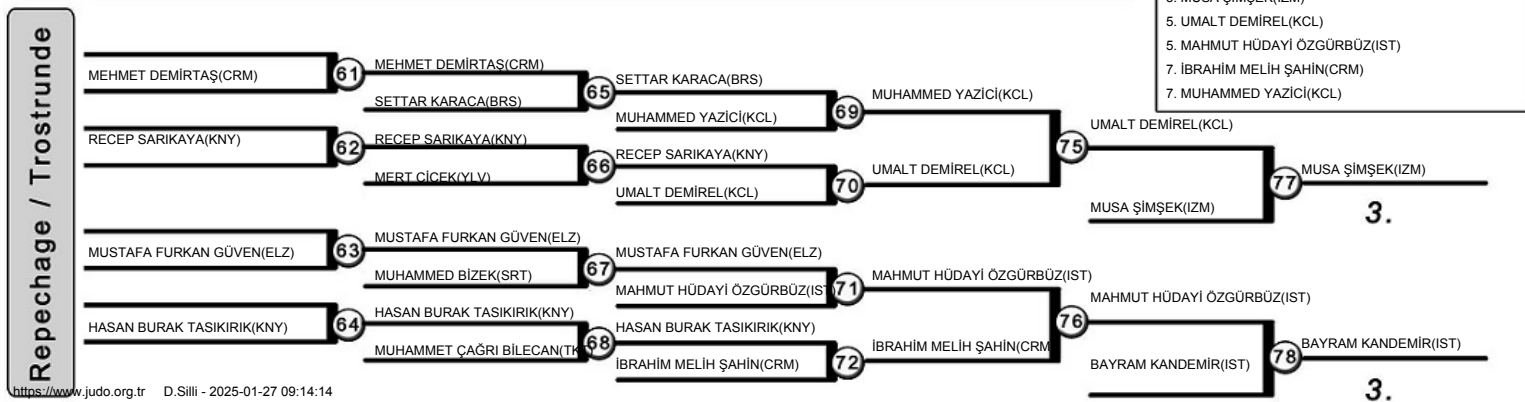 3. MUSA ŞİMŞEK(IZM)
5. UMALT DEMİREL(KCL)
5. MAHMUT HÜDAYİ ÖZGÜRBÜZ(IST)
7. İBRAHİM MELİH ŞAHİN(CRM)
7. MUHAMMED YAZİCİ(KCL)
Repechage / Trostrunde
MEHMET DEMİRTAŞ(CRM)
61
MEHMET DEMİRTAŞ(CRM)
SETTAR KARACA(BRS)
65
SETTAR KARACA(BRS)
MUHAMMED YAZİCİ(KCL)
69
MUHAMMED YAZİCİ(KCL)
RECEP SARIKAYA(KNY)
62
RECEP SARIKAYA(KNY)
MERT CİCEK(YLV)
66
RECEP SARIKAYA(KNY)
UMALT DEMİREL(KCL)
70
UMALT DEMİREL(KCL)
75
UMALT DEMİREL(KCL)
MUSA ŞİMŞEK(IZM)
77
MUSA ŞİMŞEK(IZM)
3.
MUSTAFA FURKAN GÜVEN(ELZ)
63
MUSTAFA FURKAN GÜVEN(ELZ)
MUHAMMED BİZEK(SRT)
67
MUSTAFA FURKAN GÜVEN(ELZ)
MAHMUT HÜDAYİ ÖZGÜRBÜZ(IST)
71
MAHMUT HÜDAYİ ÖZGÜRBÜZ(IST)
HASAN BURAK TASIKIRIK(KNY)
64
HASAN BURAK TASIKIRIK(KNY)
MUHAMMET ÇAĞRI BİLECAN(
68
HASAN BURAK TASIKIRIK(KNY)
İBRAHİM MELİH ŞAHİN(CRM)
72
İBRAHİM MELİH ŞAHİN(CRM
76
MAHMUT HÜDAYİ ÖZGÜRBÜZ(IST)
BAYRAM KANDEMİR(IST)
78
BAYRAM KANDEMİR(IST)
3.
https://www.judo.org.tr D.Silli - 2025-01-27 09:14:14